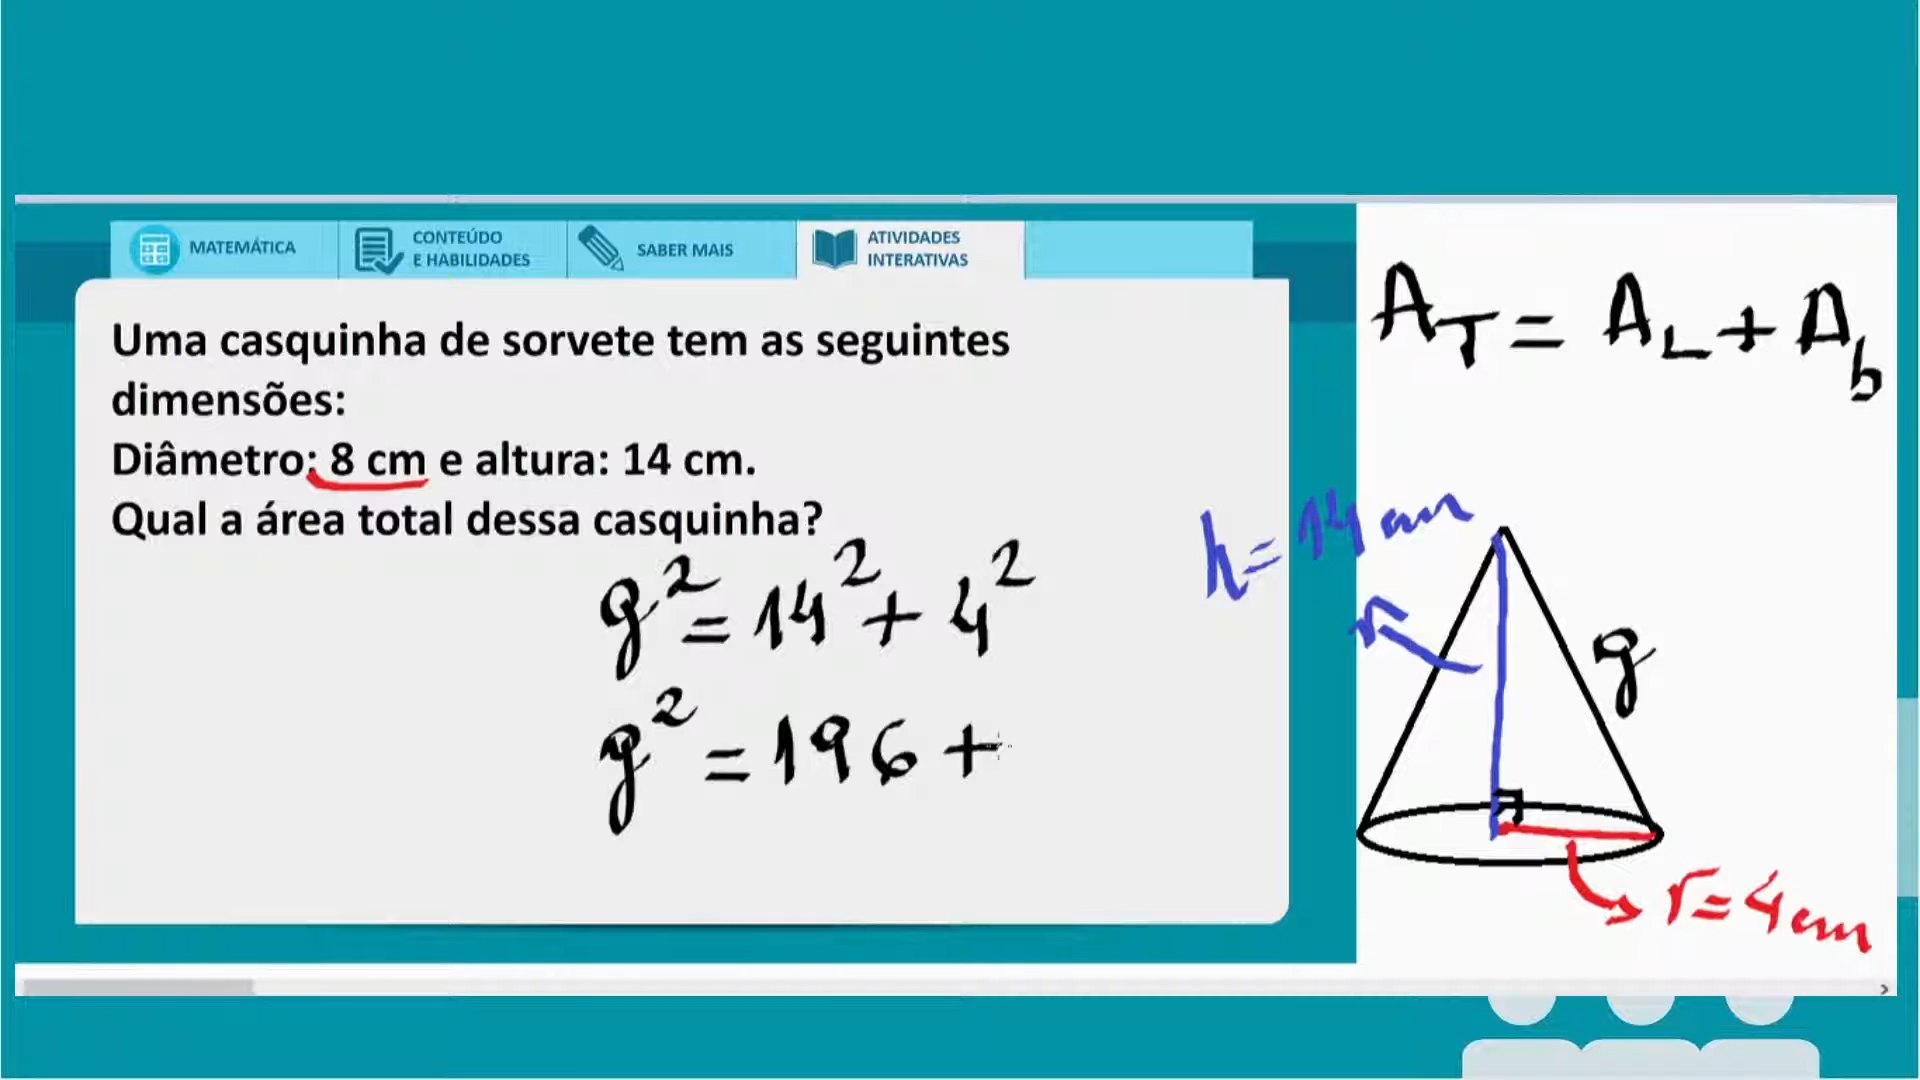 MATEMÁTICA
CONTEÚDO
E HABILIDADES
SABER MAIS
ATIVIDADES
INTERATIVAS
Uma casquinha de sorvete tem as seguintes
dimensões:
Diâmetro: 8 cm e altura: 14 cm.
Qual a área total dessa casquinha?
g² = 14² + 4²
g² = 196 +
A_T = A_L + A_b
h = 14 cm
g
r = 4 cm